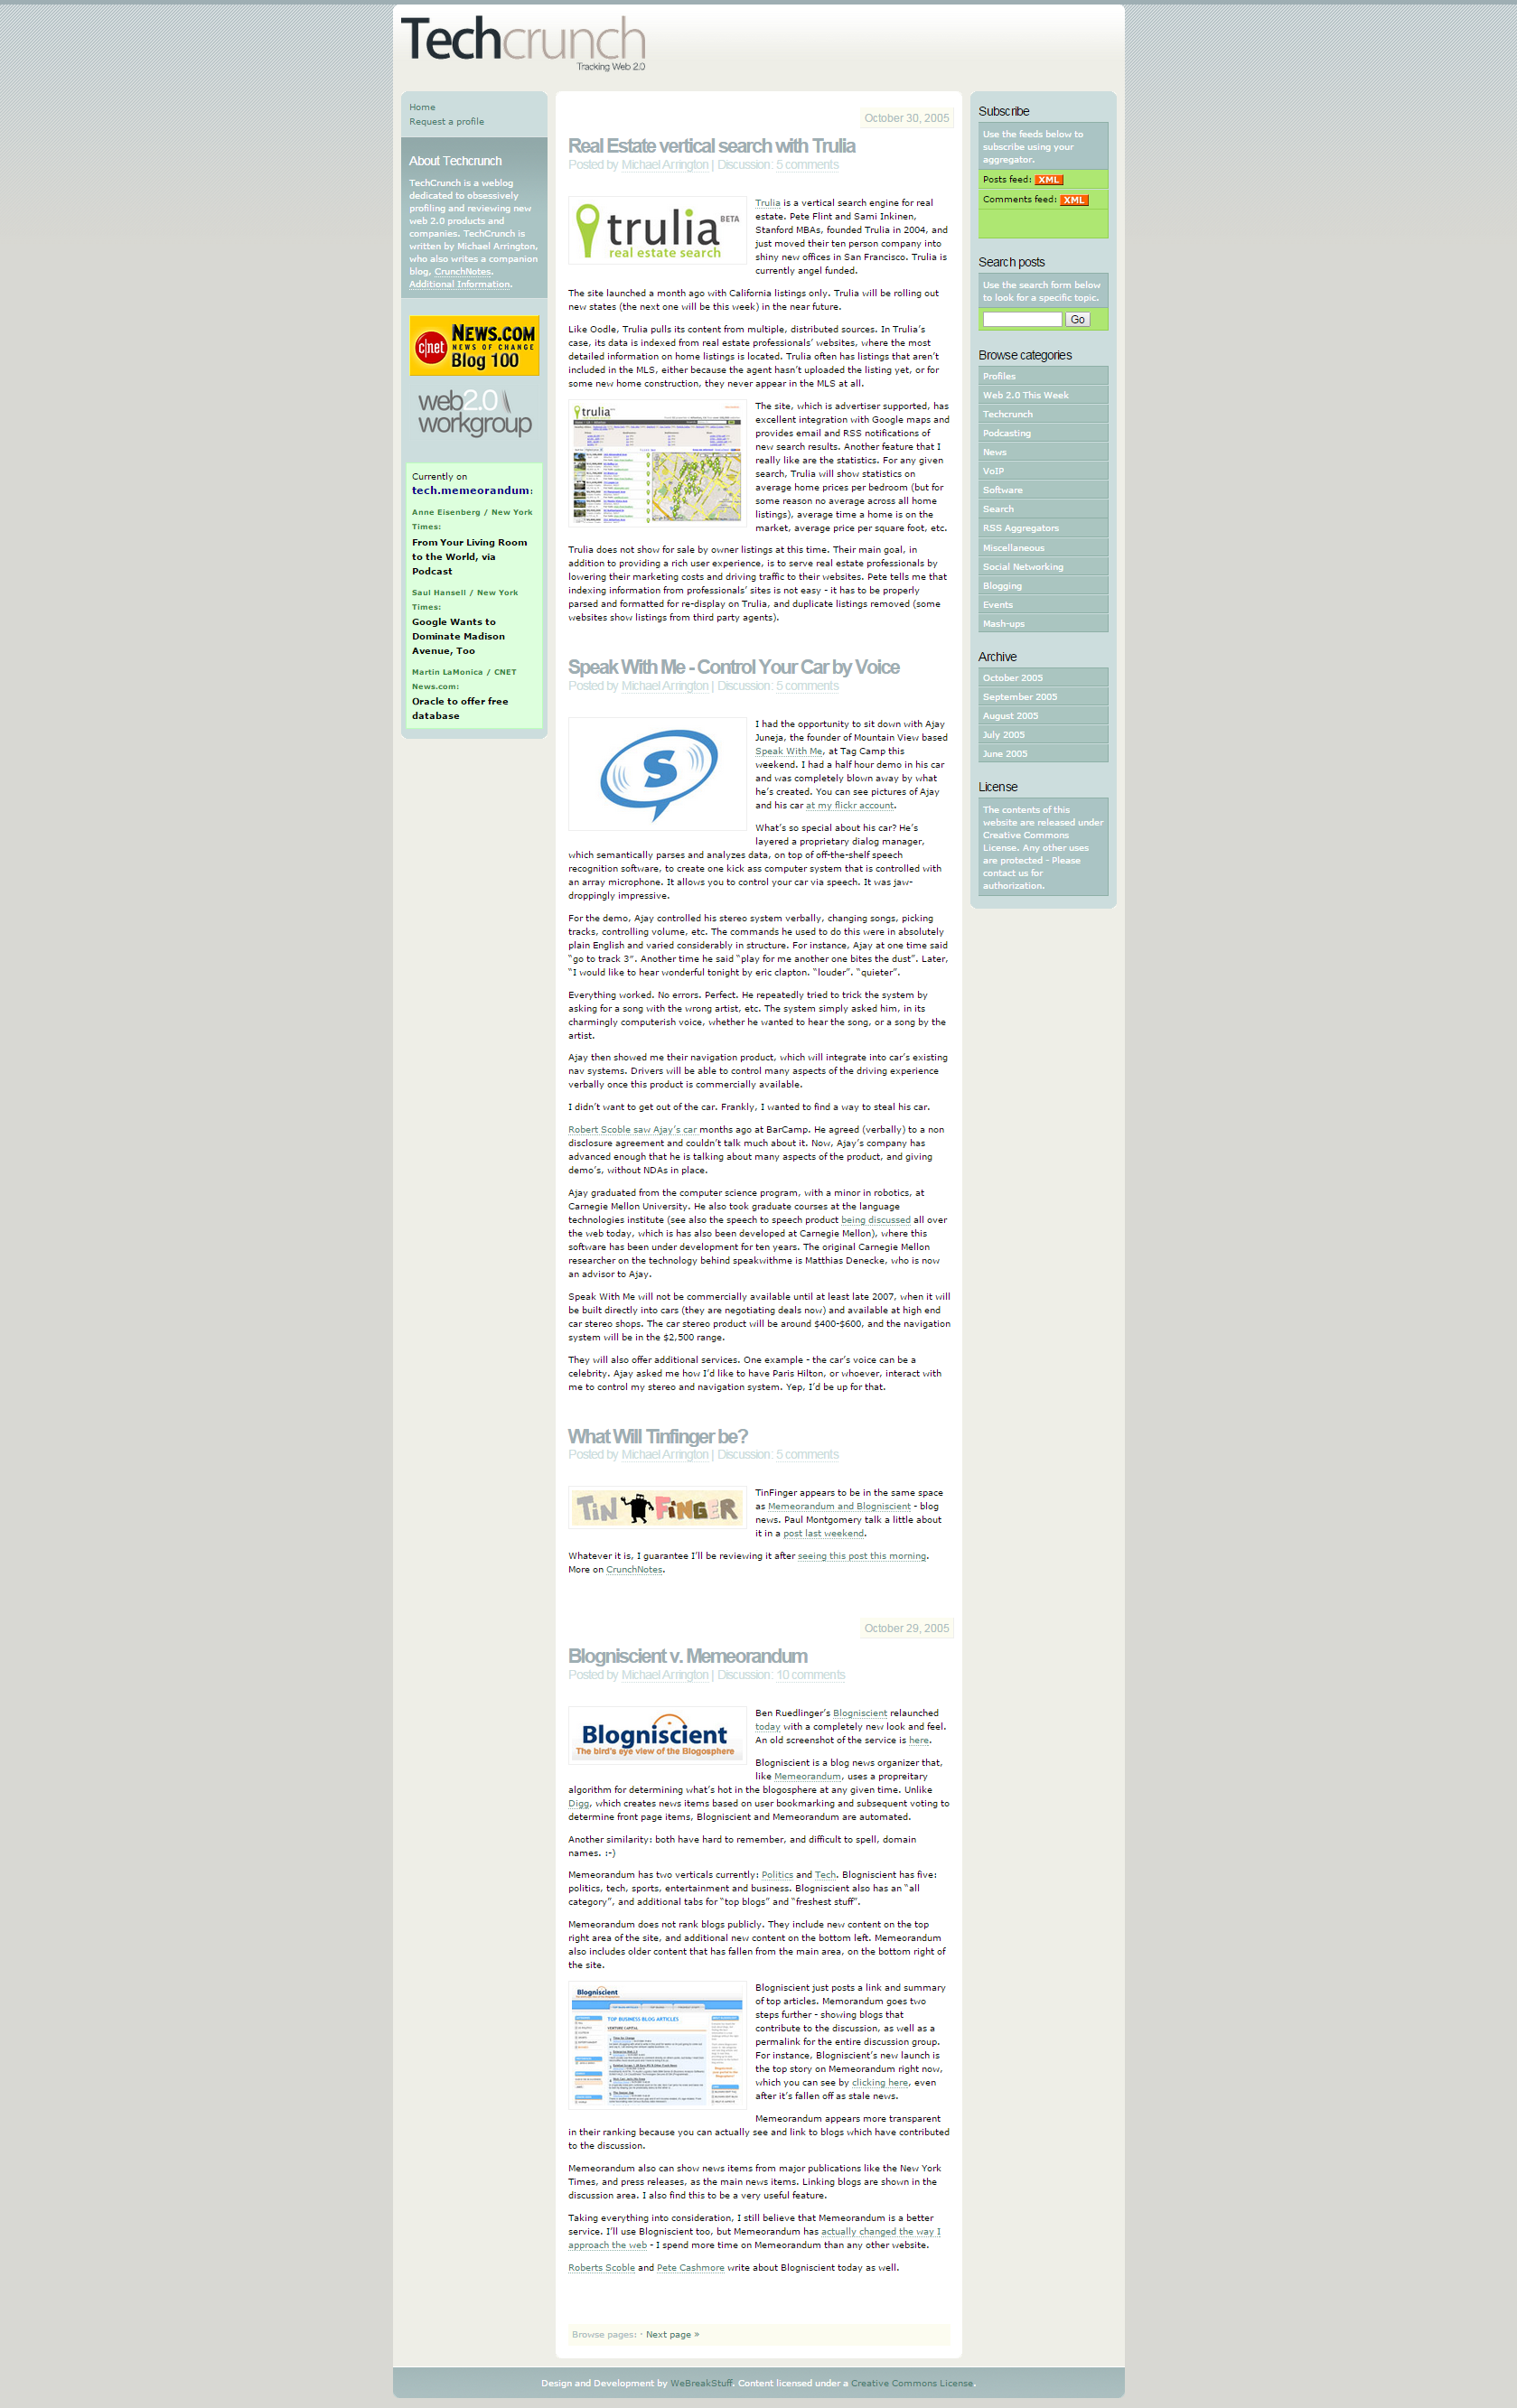 Techcrunch
Tracking Web 2.0
Home
Request a profile
About Techcrunch
TechCrunch is a weblog
dedicated to obsessively
profiling and reviewing new
web 2.0 products and
companies. TechCrunch is
written by Michael Arrington,
who also writes a companion
blog, CrunchNotes.
Additional Information.
c|net NEWS.COM
NEWS OF CHANGE
Blog 100
web2.0
workgroup
Currently on
tech.memeorandum:
Anne Eisenberg / New York
Times:
From Your Living Room
to the World, via
Podcast
Saul Hansell / New York
Times:
Google Wants to
Dominate Madison
Avenue, Too
Martin LaMonica / CNET
News.com:
Oracle to offer free
database
October 30, 2005
Real Estate vertical search with Trulia
Posted by Michael Arrington | Discussion: 5 comments
trulia BETA
real estate search
Trulia is a vertical search engine for real
estate. Pete Flint and Sami Inkinen,
Stanford MBAs, founded Trulia in 2004, and
just moved their ten person company into
shiny new offices in San Francisco. Trulia is
currently angel funded.
The site launched a month ago with California listings only. Trulia will be rolling out
new states (the next one will be this week) in the near future.
Like Oodle, Trulia pulls its content from multiple, distributed sources. In Trulia's
case, its data is indexed from real estate professionals' websites, where the most
detailed information on home listings is located. Trulia often has listings that aren't
included in the MLS, either because the agent hasn't uploaded the listing yet, or for
some new home construction, they never appear in the MLS at all.
trulia
The site, which is advertiser supported, has
excellent integration with Google maps and
provides email and RSS notifications of
new search results. Another feature that I
really like are the statistics. For any given
search, Trulia will show statistics on
average home prices per bedroom (but for
some reason no average across all home
listings), average time a home is on the
market, average price per square foot, etc.
Trulia does not show for sale by owner listings at this time. Their main goal, in
addition to providing a rich user experience, is to serve real estate professionals by
lowering their marketing costs and driving traffic to their websites. Pete tells me that
indexing information from professionals' sites is not easy - it has to be properly
parsed and formatted for re-display on Trulia, and duplicate listings removed (some
websites show listings from third party agents).
Speak With Me - Control Your Car by Voice
Posted by Michael Arrington | Discussion: 5 comments
S
I had the opportunity to sit down with Ajay
Juneja, the founder of Mountain View based
Speak With Me, at Tag Camp this
weekend. I had a half hour demo in his car
and was completely blown away by what
he's created. You can see pictures of Ajay
and his car at my flickr account.
What's so special about his car? He's
layered a proprietary dialog manager,
which semantically parses and analyzes data, on top of off-the-shelf speech
recognition software, to create one kick ass computer system that is controlled with
an array microphone. It allows you to control your car via speech. It was jaw-
droppingly impressive.
For the demo, Ajay controlled his stereo system verbally, changing songs, picking
tracks, controlling volume, etc. The commands he used to do this were in absolutely
plain English and varied considerably in structure. For instance, Ajay at one time said
"go to track 3". Another time he said "play for me another one bites the dust". Later,
"I would like to hear wonderful tonight by eric clapton. "louder". "quieter".
Everything worked. No errors. Perfect. He repeatedly tried to trick the system by
asking for a song with the wrong artist, etc. The system simply asked him, in its
charmingly computerish voice, whether he wanted to hear the song, or a song by the
artist.
Ajay then showed me their navigation product, which will integrate into car's existing
nav systems. Drivers will be able to control many aspects of the driving experience
verbally once this product is commercially available.
I didn't want to get out of the car. Frankly, I wanted to find a way to steal his car.
Robert Scoble saw Ajay's car months ago at BarCamp. He agreed (verbally) to a non
disclosure agreement and couldn't talk much about it. Now, Ajay's company has
advanced enough that he is talking about many aspects of the product, and giving
demo's, without NDAs in place.
Ajay graduated from the computer science program, with a minor in robotics, at
Carnegie Mellon University. He also took graduate courses at the language
technologies institute (see also the speech to speech product being discussed all over
the web today, which is has also been developed at Carnegie Mellon), where this
software has been under development for ten years. The original Carnegie Mellon
researcher on the technology behind speakwithme is Matthias Denecke, who is now
an advisor to Ajay.
Speak With Me will not be commercially available until at least late 2007, when it will
be built directly into cars (they are negotiating deals now) and available at high end
car stereo shops. The car stereo product will be around $400-$600, and the navigation
system will be in the $2,500 range.
They will also offer additional services. One example - the car's voice can be a
celebrity. Ajay asked me how I'd like to have Paris Hilton, or whoever, interact with
me to control my stereo and navigation system. Yep, I'd be up for that.
What Will Tinfinger be?
Posted by Michael Arrington | Discussion: 5 comments
TIN FINGER
TinFinger appears to be in the same space
as Memeorandum and Blogniscient - blog
news. Paul Montgomery talk a little about
it in a post last weekend.
Whatever it is, I guarantee I'll be reviewing it after seeing this post this morning.
More on CrunchNotes.
October 29, 2005
Blogniscient v. Memeorandum
Posted by Michael Arrington | Discussion: 10 comments
Blogniscient
The bird's eye view of the Blogosphere
Ben Ruedlinger's Blogniscient relaunched
today with a completely new look and feel.
An old screenshot of the service is here.
Blogniscient is a blog news organizer that,
like Memeorandum, uses a propreitary
algorithm for determining what's hot in the blogosphere at any given time. Unlike
Digg, which creates news items based on user bookmarking and subsequent voting to
determine front page items, Blogniscient and Memeorandum are automated.
Another similarity: both have hard to remember, and difficult to spell, domain
names. :-)
Memeorandum has two verticals currently: Politics and Tech. Blogniscient has five:
politics, tech, sports, entertainment and business. Blogniscient also has an "all
category", and additional tabs for "top blogs" and "freshest stuff".
Memeorandum does not rank blogs publicly. They include new content on the top
right area of the site, and additional new content on the bottom left. Memeorandum
also includes older content that has fallen from the main area, on the bottom right of
the site.
Blogniscient
TOP BUSINESS BLOG ARTICLES
VENTURE CAPITAL
Blogniscient just posts a link and summary
of top articles. Memorandum goes two
steps further - showing blogs that
contribute to the discussion, as well as a
permalink for the entire discussion group.
For instance, Blogniscient's new launch is
the top story on Memeorandum right now,
which you can see by clicking here, even
after it's fallen off as stale news.
Memeorandum appears more transparent
in their ranking because you can actually see and link to blogs which have contributed
to the discussion.
Memeorandum also can show news items from major publications like the New York
Times, and press releases, as the main news items. Linking blogs are shown in the
discussion area. I also find this to be a very useful feature.
Taking everything into consideration, I still believe that Memeorandum is a better
service. I'll use Blogniscient too, but Memeorandum has actually changed the way I
approach the web - I spend more time on Memeorandum than any other website.
Roberts Scoble and Pete Cashmore write about Blogniscient today as well.
Browse pages: - Next page »
Subscribe
Use the feeds below to
subscribe using your
aggregator.
Posts feed: XML
Comments feed: XML
Search posts
Use the search form below
to look for a specific topic.
Go
Browse categories
Profiles
Web 2.0 This Week
Techcrunch
Podcasting
News
VoIP
Software
Search
RSS Aggregators
Miscellaneous
Social Networking
Blogging
Events
Mash-ups
Archive
October 2005
September 2005
August 2005
July 2005
June 2005
License
The contents of this
website are released under
Creative Commons
License. Any other uses
are protected - Please
contact us for
authorization.
Design and Development by WeBreakStuff. Content licensed under a Creative Commons License.